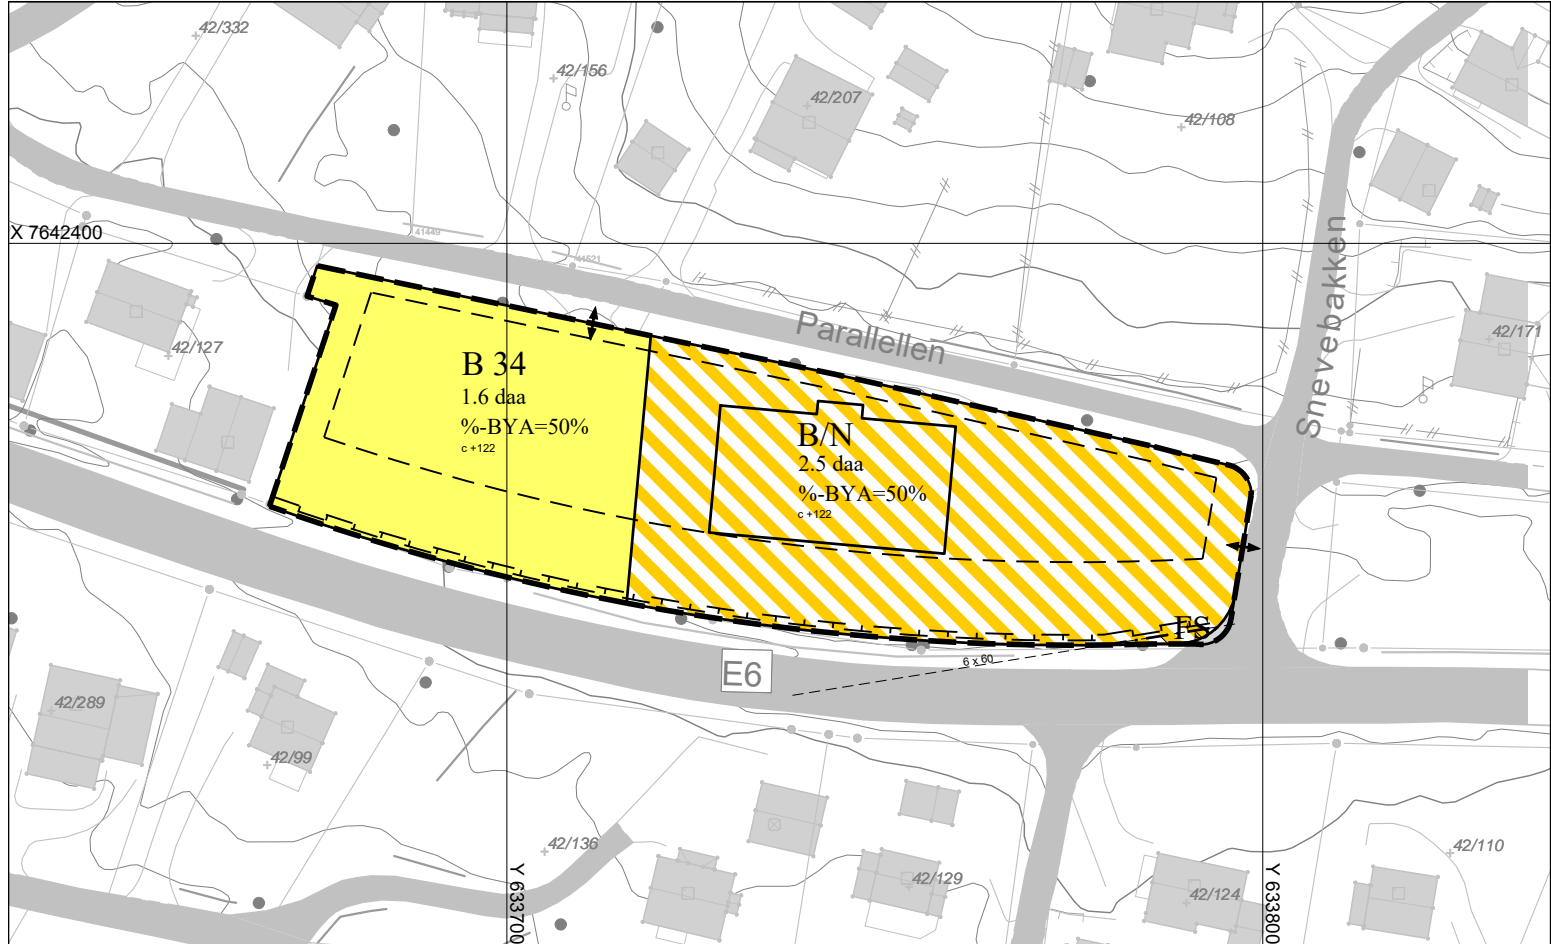 42/332
42/156
42/207
42/108
X 7642400
41449
41521
42/127
Parallellen
Snevebakken
42/171
B 34
1.6 daa
%-BYA=50%
c +122
B/N
2.5 daa
%-BYA=50%
c +122
FS
6 x 60
E6
42/289
42/99
42/136
42/129
42/124
42/110
Y 633700
Y 633800